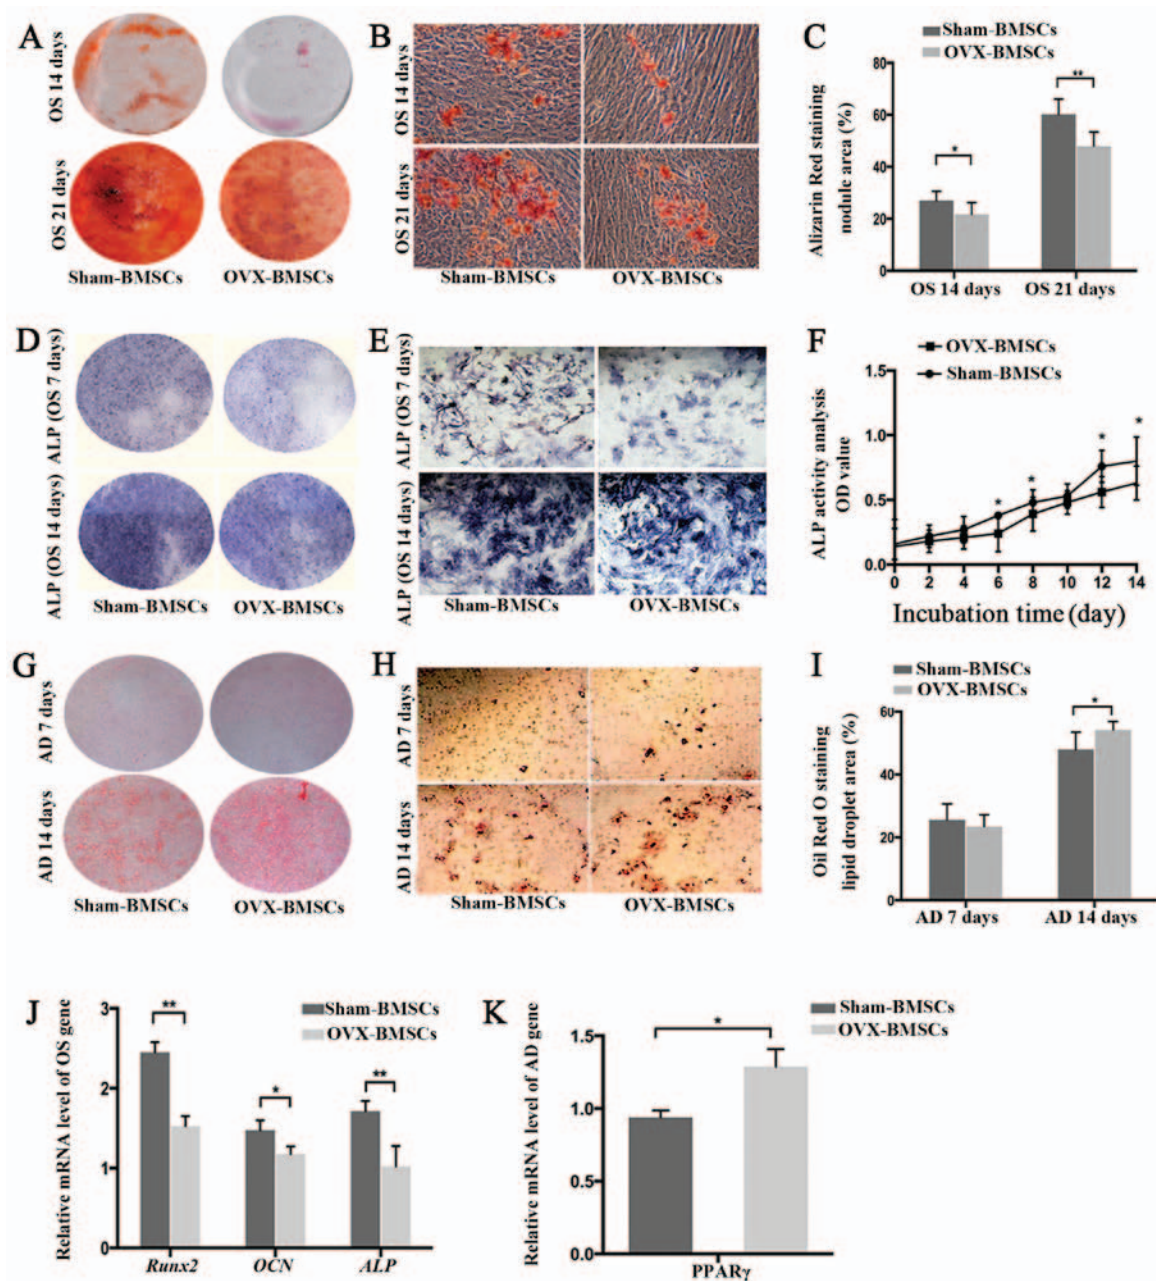 A
OS 14 days
OS 21 days
Sham-BMSCs
OVX-BMSCs
B
OS 14 days
OS 21 days
Sham-BMSCs
OVX-BMSCs
C
Sham-BMSCs
OVX-BMSCs
Alizarin Red staining
nodule area (%)
80
60
40
20
0
*
**
OS 14 days
OS 21 days
D
ALP (OS 7 days)
ALP (OS 14 days)
Sham-BMSCs
OVX-BMSCs
E
ALP (OS 7 days)
ALP (OS 14 days)
Sham-BMSCs
OVX-BMSCs
F
OVX-BMSCs
Sham-BMSCs
ALP activity analysis
OD value
1.5
1.0
0.5
0.0
* * * *
0 2 4 6 8 10 12 14
Incubation time (day)
G
AD 7 days
AD 14 days
Sham-BMSCs
OVX-BMSCs
H
AD 7 days
AD 14 days
Sham-BMSCs
OVX-BMSCs
I
Sham-BMSCs
OVX-BMSCs
Oil Red O staining
lipid droplet area (%)
60
40
20
0
*
AD 7 days
AD 14 days
J
Sham-BMSCs
OVX-BMSCs
Relative mRNA level of OS gene
3
2
1
0
** * **
Runx2
OCN
ALP
K
Sham-BMSCs
OVX-BMSCs
Relative mRNA level of AD gene
1.5
1.0
0.5
0.0
*
PPARγ